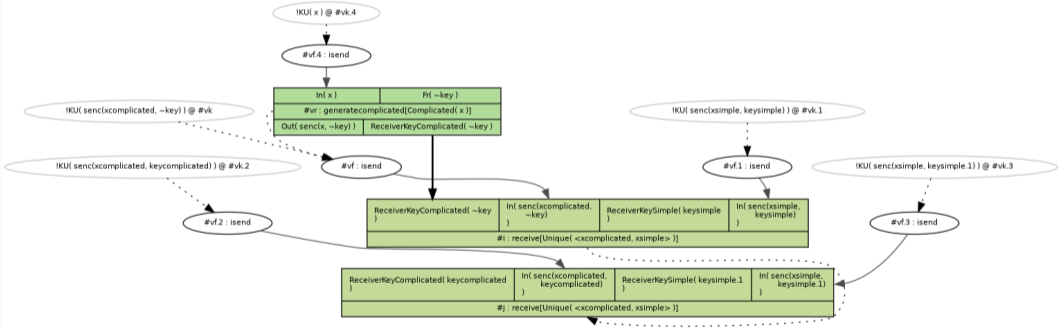 !KU( x ) @ #vk.4
#vf.4 : isend
In( x )
Fr( ~key )
!KU( senc(xcomplicated, ~key) ) @ #vk
#vr : generatecomplicated[Complicated( x )]
!KU( senc(xsimple, keysimple) ) @ #vk.1
Out( senc(x, ~key) )
ReceiverKeyComplicated( ~key )
!KU( senc(xcomplicated, keycomplicated) ) @ #vk.2
#vf : isend
#vf.1 : isend
!KU( senc(xsimple, keysimple.1) ) @ #vk.3
ReceiverKeyComplicated( ~key
)
In( senc(xcomplicated,
~key)
)
ReceiverKeySimple( keysimple
)
In( senc(xsimple,
keysimple)
)
#vf.2 : isend
#vf.3 : isend
#i : receive[Unique( <xcomplicated, xsimple> )]
ReceiverKeyComplicated( keycomplicated
)
In( senc(xcomplicated,
keycomplicated)
)
ReceiverKeySimple( keysimple.1
)
In( senc(xsimple,
keysimple.1)
)
#j : receive[Unique( <xcomplicated, xsimple> )]